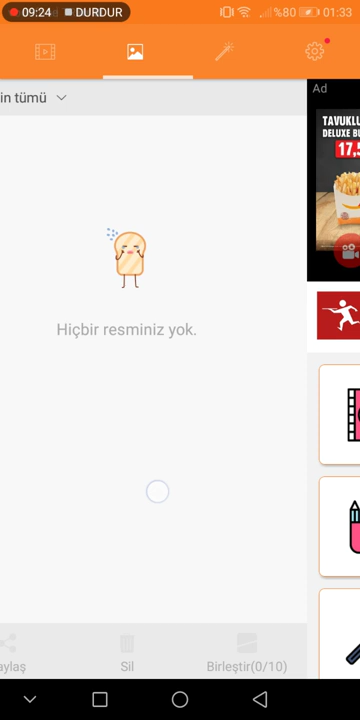 09:24 DURDUR %80 01:33
in tümü
Ad
TAVUKLU
DELUXE BU
17,5
Hiçbir resminiz yok.
aylaş Sil Birleştir(0/10)